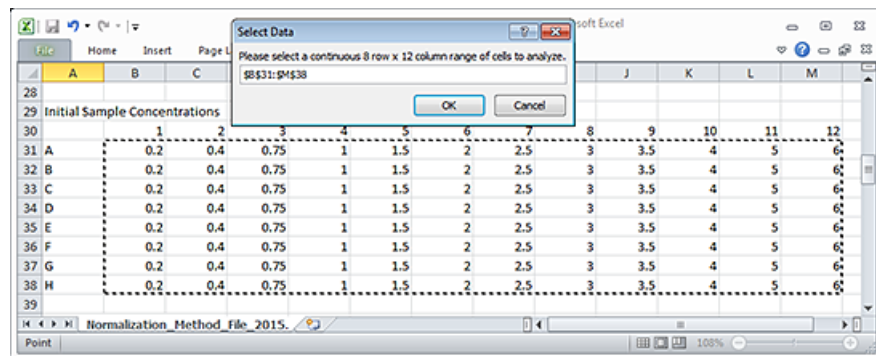 Select Data
soft Excel
File Home Insert Page L
Please select a continuous 8 row x 12 column range of cells to analyze.
$B$31:$M$38
OK Cancel
A B C J K L M
28
29 Initial Sample Concentrations
30 1 2 3 4 5 6 7 8 9 10 11 12
31 A 0.2 0.4 0.75 1 1.5 2 2.5 3 3.5 4 5 6
32 B 0.2 0.4 0.75 1 1.5 2 2.5 3 3.5 4 5 6
33 C 0.2 0.4 0.75 1 1.5 2 2.5 3 3.5 4 5 6
34 D 0.2 0.4 0.75 1 1.5 2 2.5 3 3.5 4 5 6
35 E 0.2 0.4 0.75 1 1.5 2 2.5 3 3.5 4 5 6
36 F 0.2 0.4 0.75 1 1.5 2 2.5 3 3.5 4 5 6
37 G 0.2 0.4 0.75 1 1.5 2 2.5 3 3.5 4 5 6
38 H 0.2 0.4 0.75 1 1.5 2 2.5 3 3.5 4 5 6
39
Normalization_Method_File_2015.
Point 108%